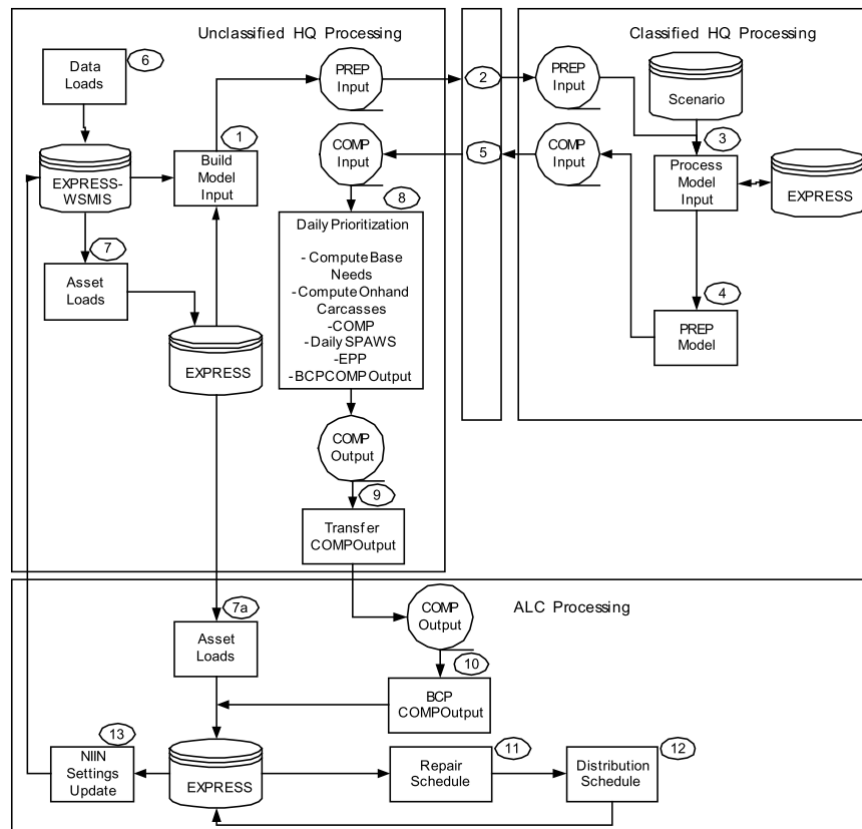 Unclassified HQ Processing
Classified HQ Processing
6
Data
Loads
PREP
Input
2
PREP
Input
Scenario
1
COMP
Input
5
COMP
Input
3
EXPRESS-
WSMIS
Build
Model
Input
Process
Model
Input
EXPRESS
8
7
Asset
Loads
Daily Prioritization
- Compute Base
Needs
- Compute Onhand
Carcasses
-COMP
-Daily SPAWS
-EPP
-BCPCOMP Output
4
PREP
Model
EXPRESS
COMP
Output
9
Transfer
COMPOutput
7a
ALC Processing
Asset
Loads
COMP
Output
10
BCP
COMPOutput
13
NIIN
Settings
Update
EXPRESS
11
Repair
Schedule
12
Distribution
Schedule